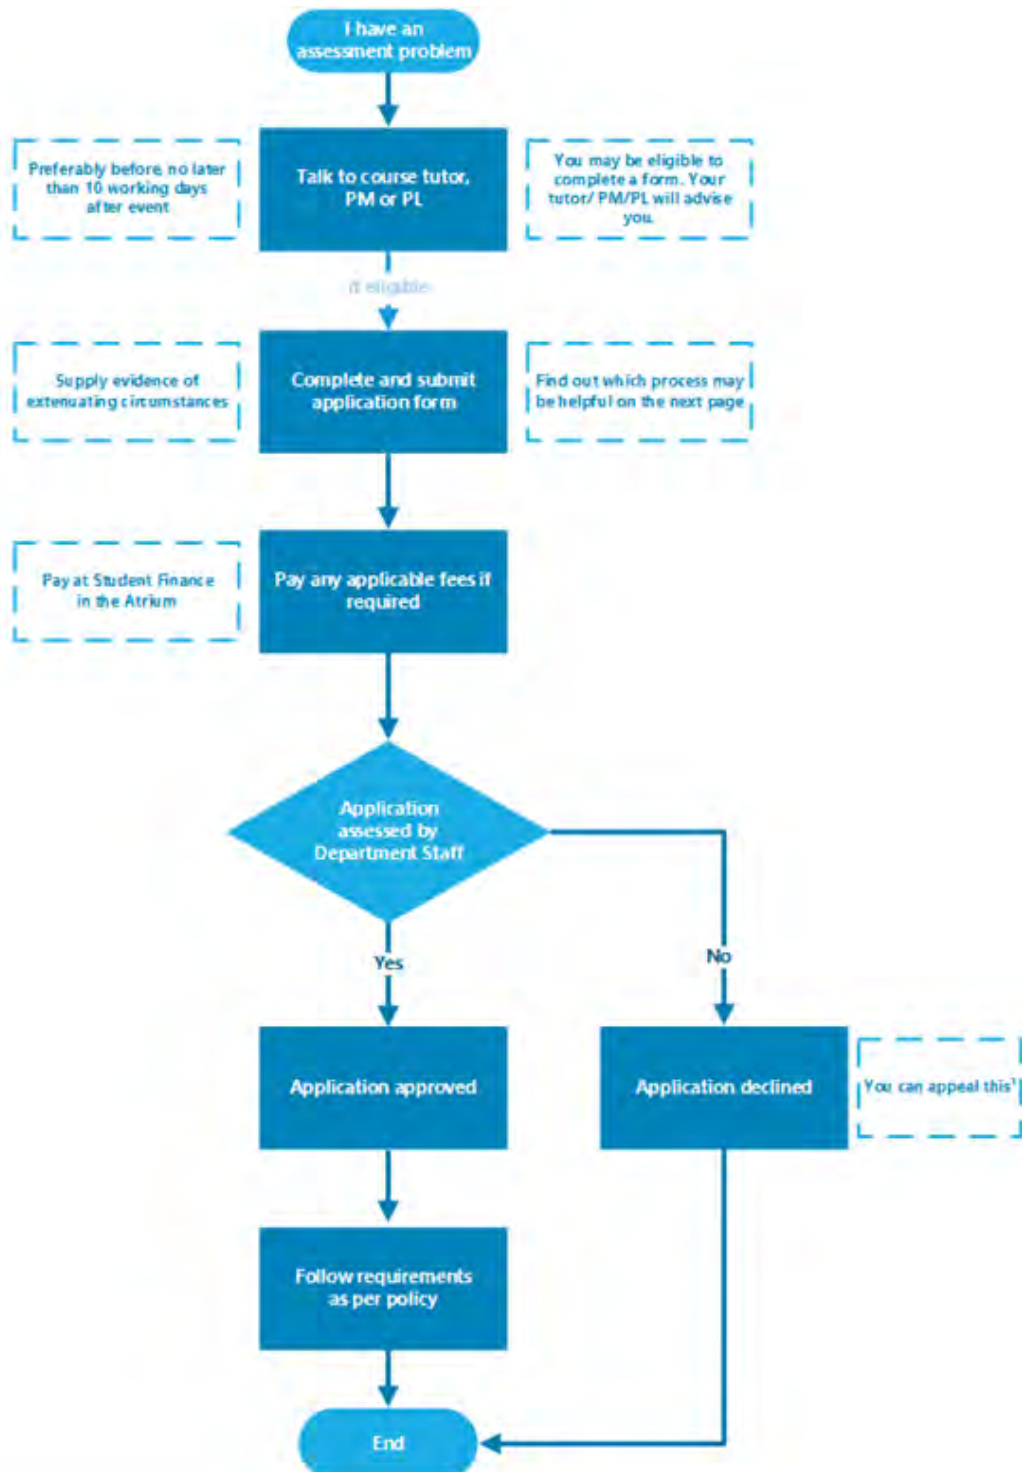 I have an
assessment problem
Preferably before, no later
than 10 working days
after event
Talk to course tutor,
PM or PL
You may be eligible to
complete a form. Your
tutor/ PM/PL will advise
you.
if eligible
Supply evidence of
extenuating circumstances
Complete and submit
application form
Find out which process may
be helpful on the next page
Pay at Student Finance
in the Atrium
Pay any applicable fees if
required
Application
assessed by
Department Staff
Yes
No
Application approved
Application declined
You can appeal this¹
Follow requirements
as per policy
End